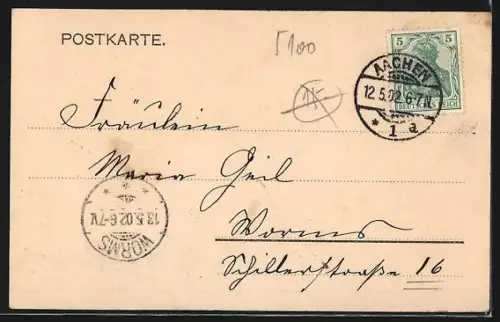 POSTKARTE.
5100
5
5
DEUTSCHES REICH
AACHEN
12.5.02.6-7N.
* 1 a
Fräulein
Maria Geil
Worms
Schillerstraße 16
WORMS
13.5.02.6-7V.